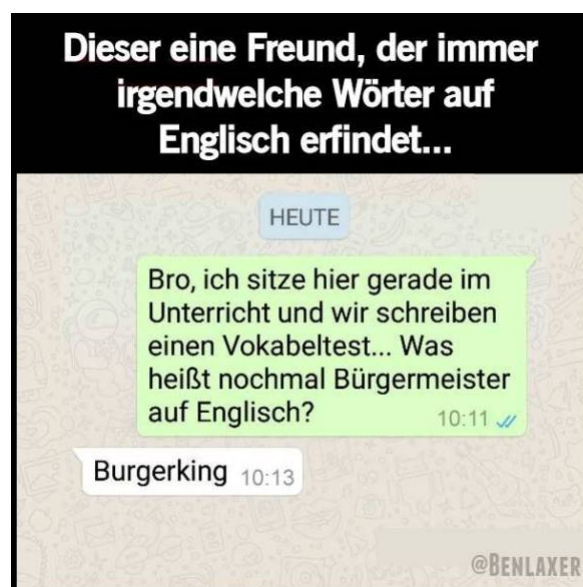 Dieser eine Freund, der immer
irgendwelche Wörter auf
Englisch erfindet...
HEUTE
Bro, ich sitze hier gerade im
Unterricht und wir schreiben
einen Vokabeltest... Was
heißt nochmal Bürgermeister
auf Englisch? 10:11
Burgerking 10:13
@BENLAXER